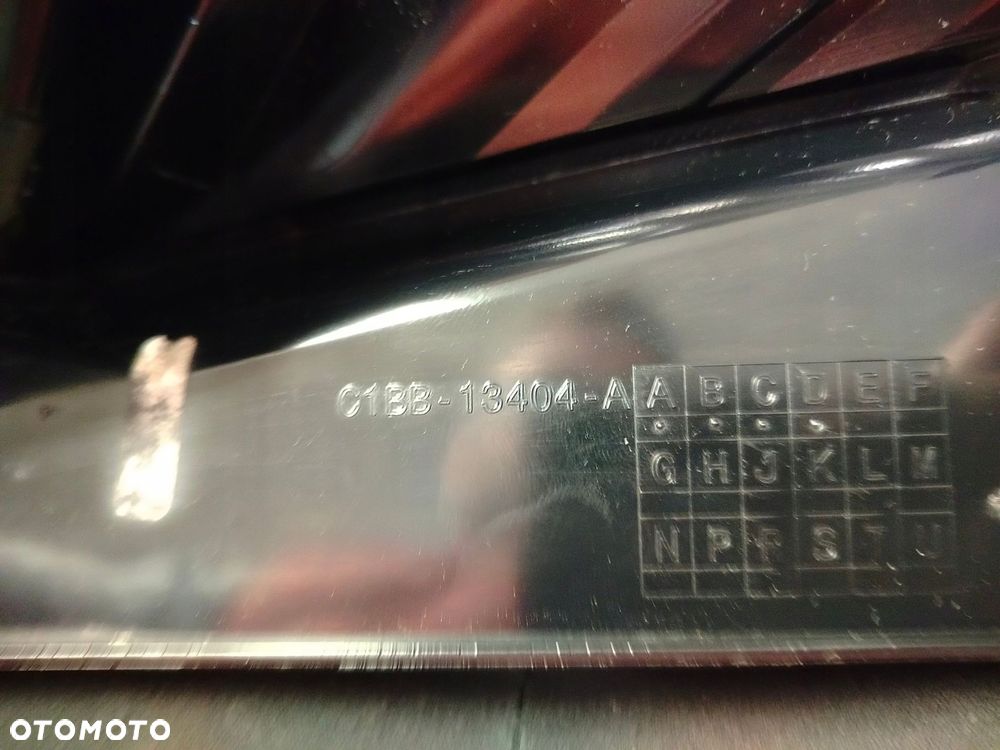 C1BB-13404-A
A B C D E F
G H J K L M
N P F S T U
OTOMOTO